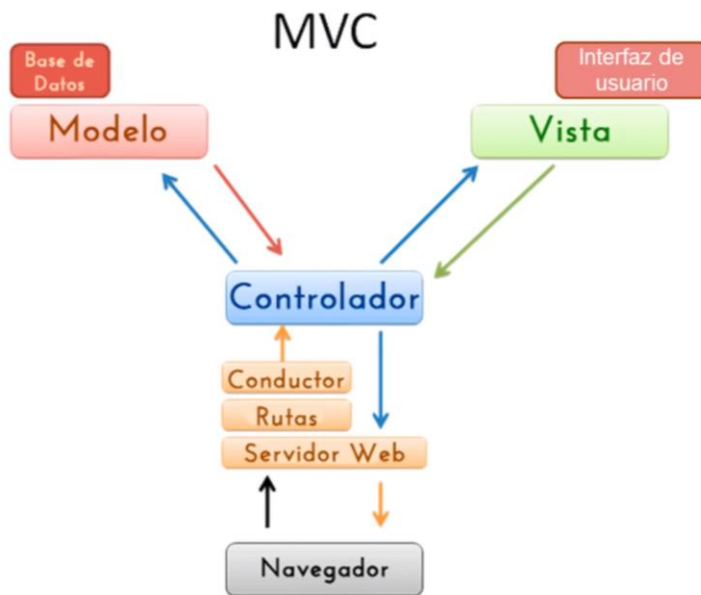 MVC
Base de
Datos
Interfaz de
usuario
Modelo
Vista
Controlador
Conductor
Rutas
Servidor Web
Navegador